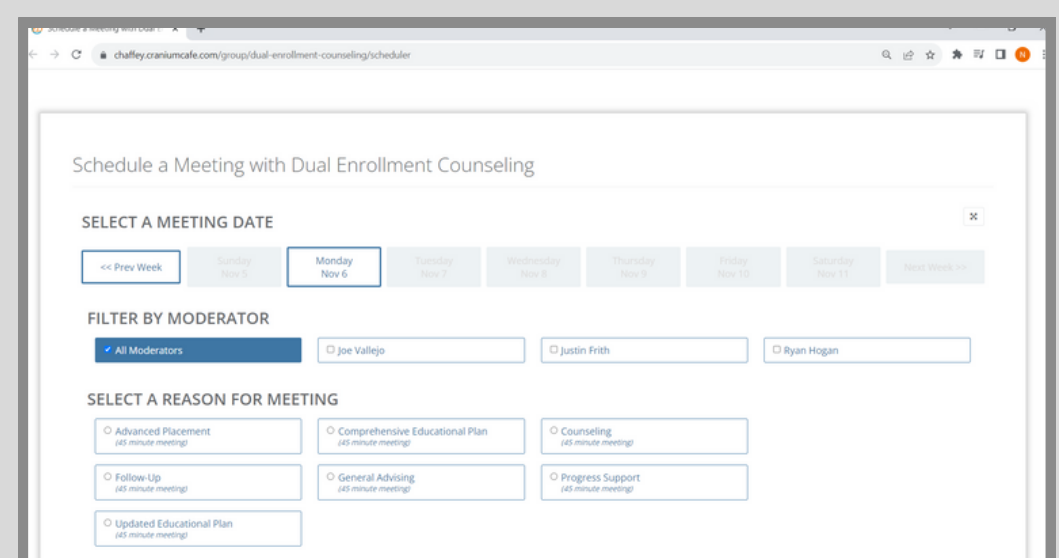 Schedule a Meeting with Dual E
chaffey.craniumcafe.com/group/dual-enrollment-counseling/scheduler
N
Schedule a Meeting with Dual Enrollment Counseling
SELECT A MEETING DATE
<< Prev Week
Sunday
Nov 5
Monday
Nov 6
Tuesday
Nov 7
Wednesday
Nov 8
Thursday
Nov 9
Friday
Nov 10
Saturday
Nov 11
Next Week >>
FILTER BY MODERATOR
All Moderators
Joe Vallejo
Justin Frith
Ryan Hogan
SELECT A REASON FOR MEETING
Advanced Placement
(45 minute meeting)
Comprehensive Educational Plan
(45 minute meeting)
Counseling
(45 minute meeting)
Follow-Up
(45 minute meeting)
General Advising
(45 minute meeting)
Progress Support
(45 minute meeting)
Updated Educational Plan
(45 minute meeting)